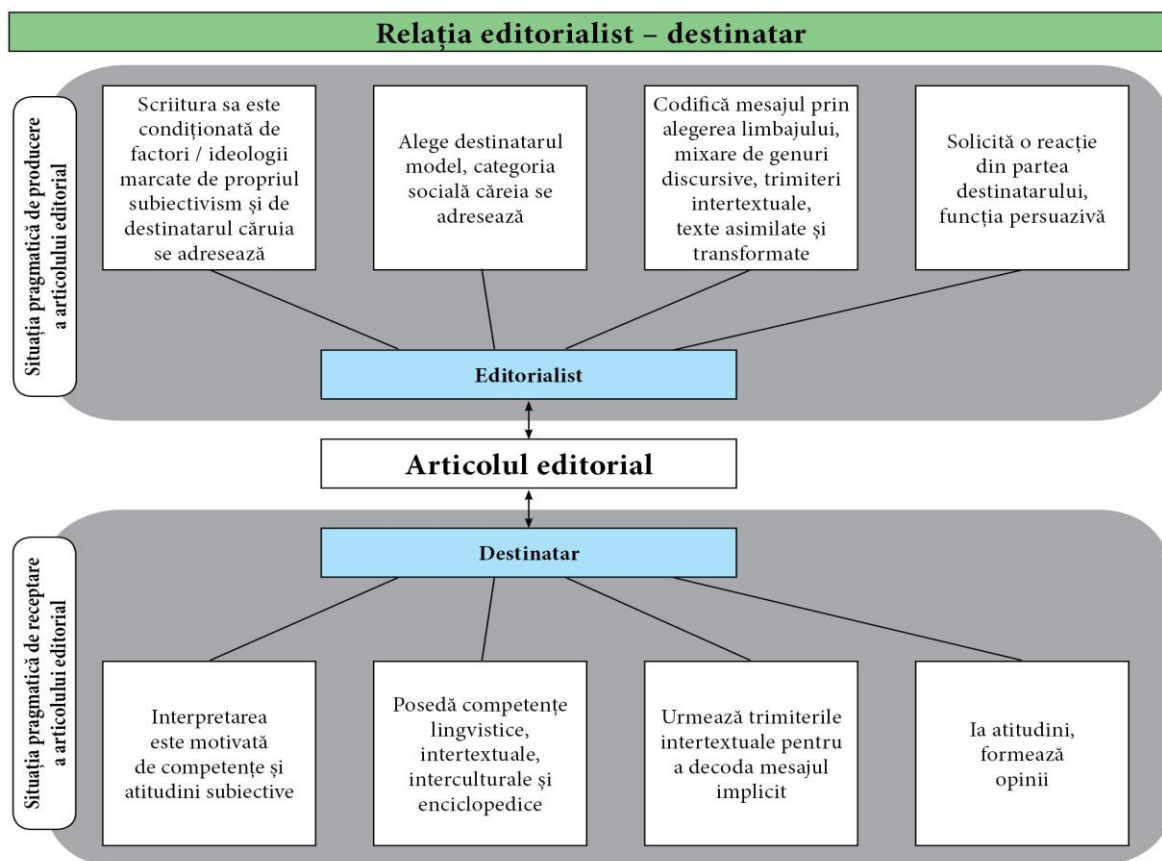 Relația editorialist – destinatar
Situația pragmatică de producere
a articolului editorial
Scriitura sa este
condiționată de
factori / ideologii
marcate de propriul
subiectivism și de
destinatarul căruia
se adresează
Alege destinatarul
model, categoria
socială căreia se
adresează
Codifică mesajul prin
alegerea limbajului,
mixare de genuri
discursive, trimiteri
intertextuale,
texte asimilate și
transformate
Solicită o reacție
din partea
destinatarului,
funcția persuazivă
Editorialist
Articolul editorial
Destinatar
Situația pragmatică de receptare
a articolului editorial
Interpretarea
este motivată
de competențe și
atitudini subiective
Posedă competențe
lingvistice,
intertextuale,
interculturale și
enciclopedice
Urmează trimiterile
intertextuale pentru
a decoda mesajul
implicit
Ia atitudini,
formează
opinii